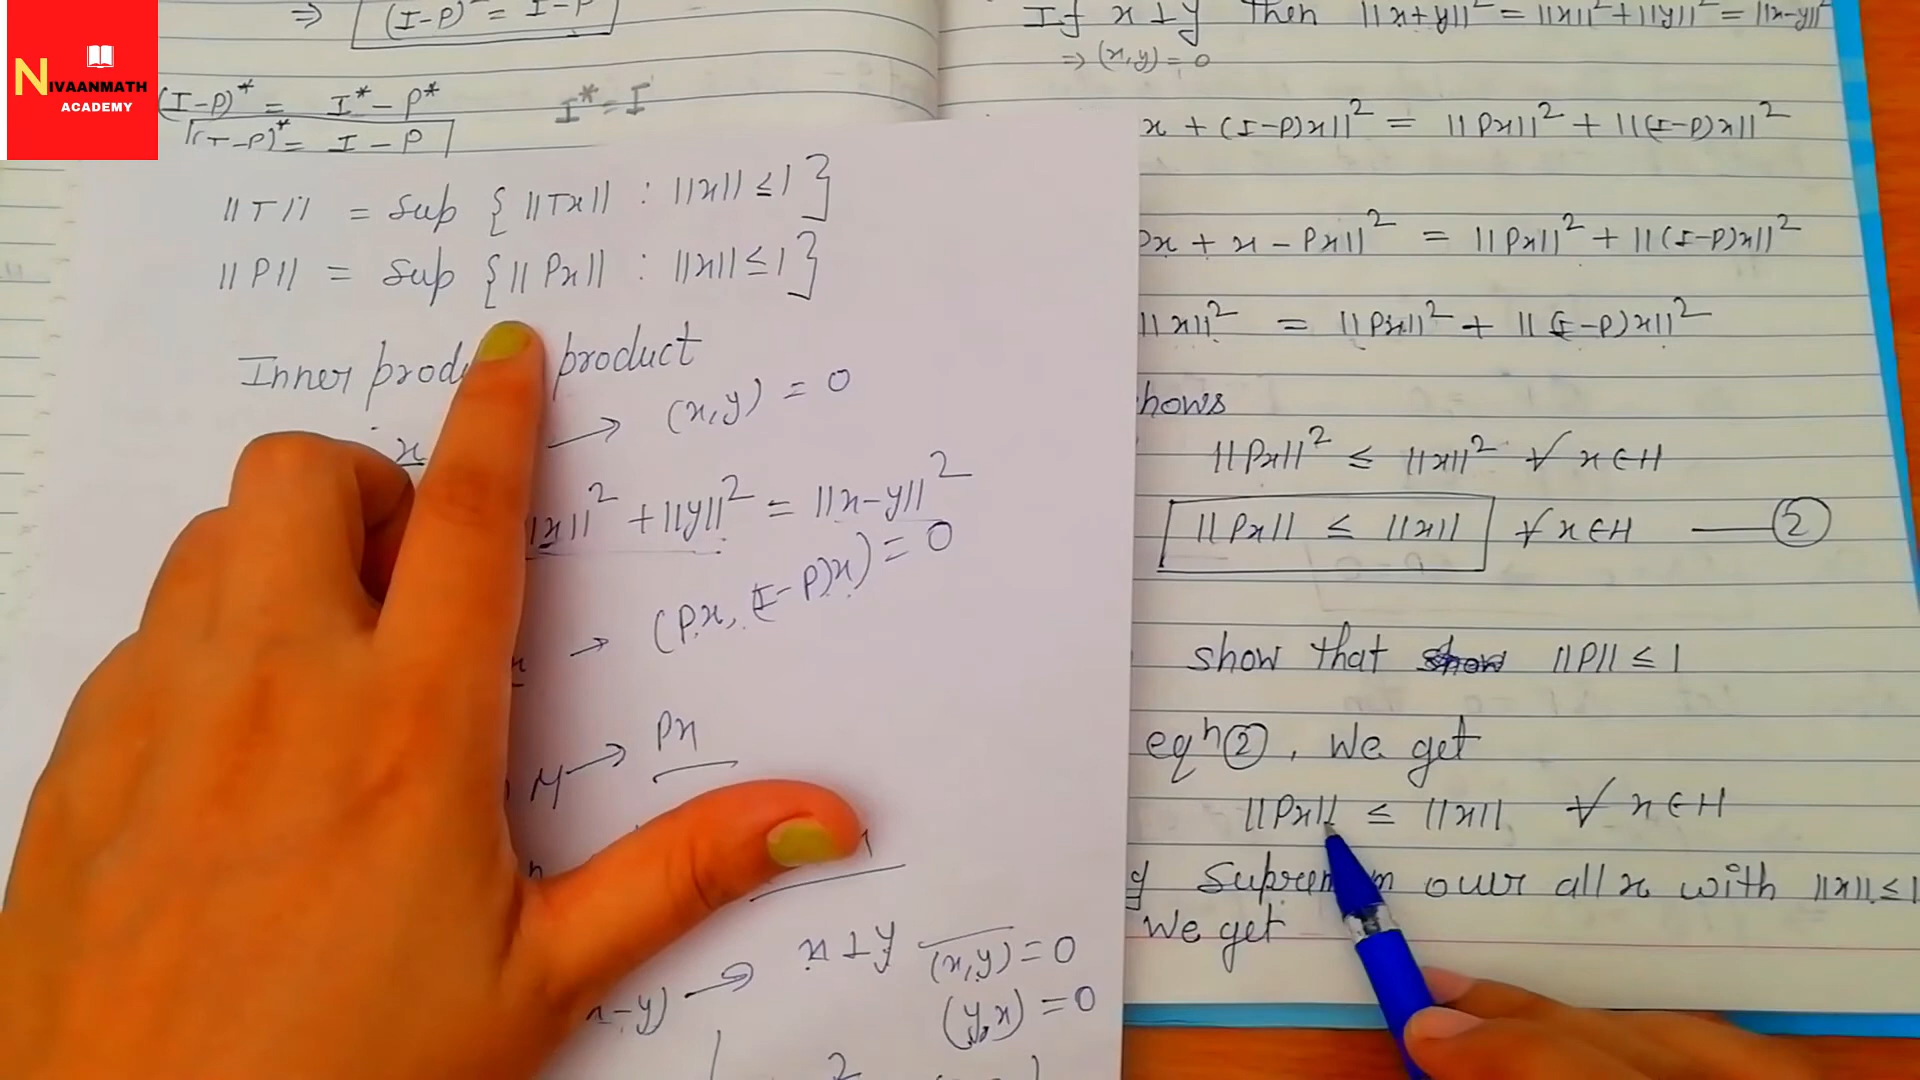 NIVAANMATH
ACADEMY
⇒ (I-P)² = I-P
(I-P)* = I* - P* I* = I
(I-P)* = I - P
||T|| = Sup { ||Tx|| : ||x|| ≤ 1 }
||P|| = Sup { ||Px|| : ||x|| ≤ 1 }
Inner product
x → (x,y) = 0
||x||² + ||y||² = ||x-y||²
→ (Px, (I-P)x) = 0
M → Px
→ x ⊥ y (x,y) = 0
(y,x) = 0
If x ⊥ y then ||x+y||² = ||x||² + ||y||² = ||x-y||²
⇒ (x,y) = 0
x + (I-P)x||² = ||Px||² + ||(I-P)x||²
Px + x - Px||² = ||Px||² + ||(I-P)x||²
||x||² = ||Px||² + ||(I-P)x||²
hows
||Px||² ≤ ||x||² ∀ x ∈ H
||Px|| ≤ ||x|| ∀ x ∈ H — ②
show that ||P|| ≤ 1
eqⁿ ②, We get
||Px|| ≤ ||x|| ∀ x ∈ H
g Supremum over all x with ||x|| ≤ 1
We get